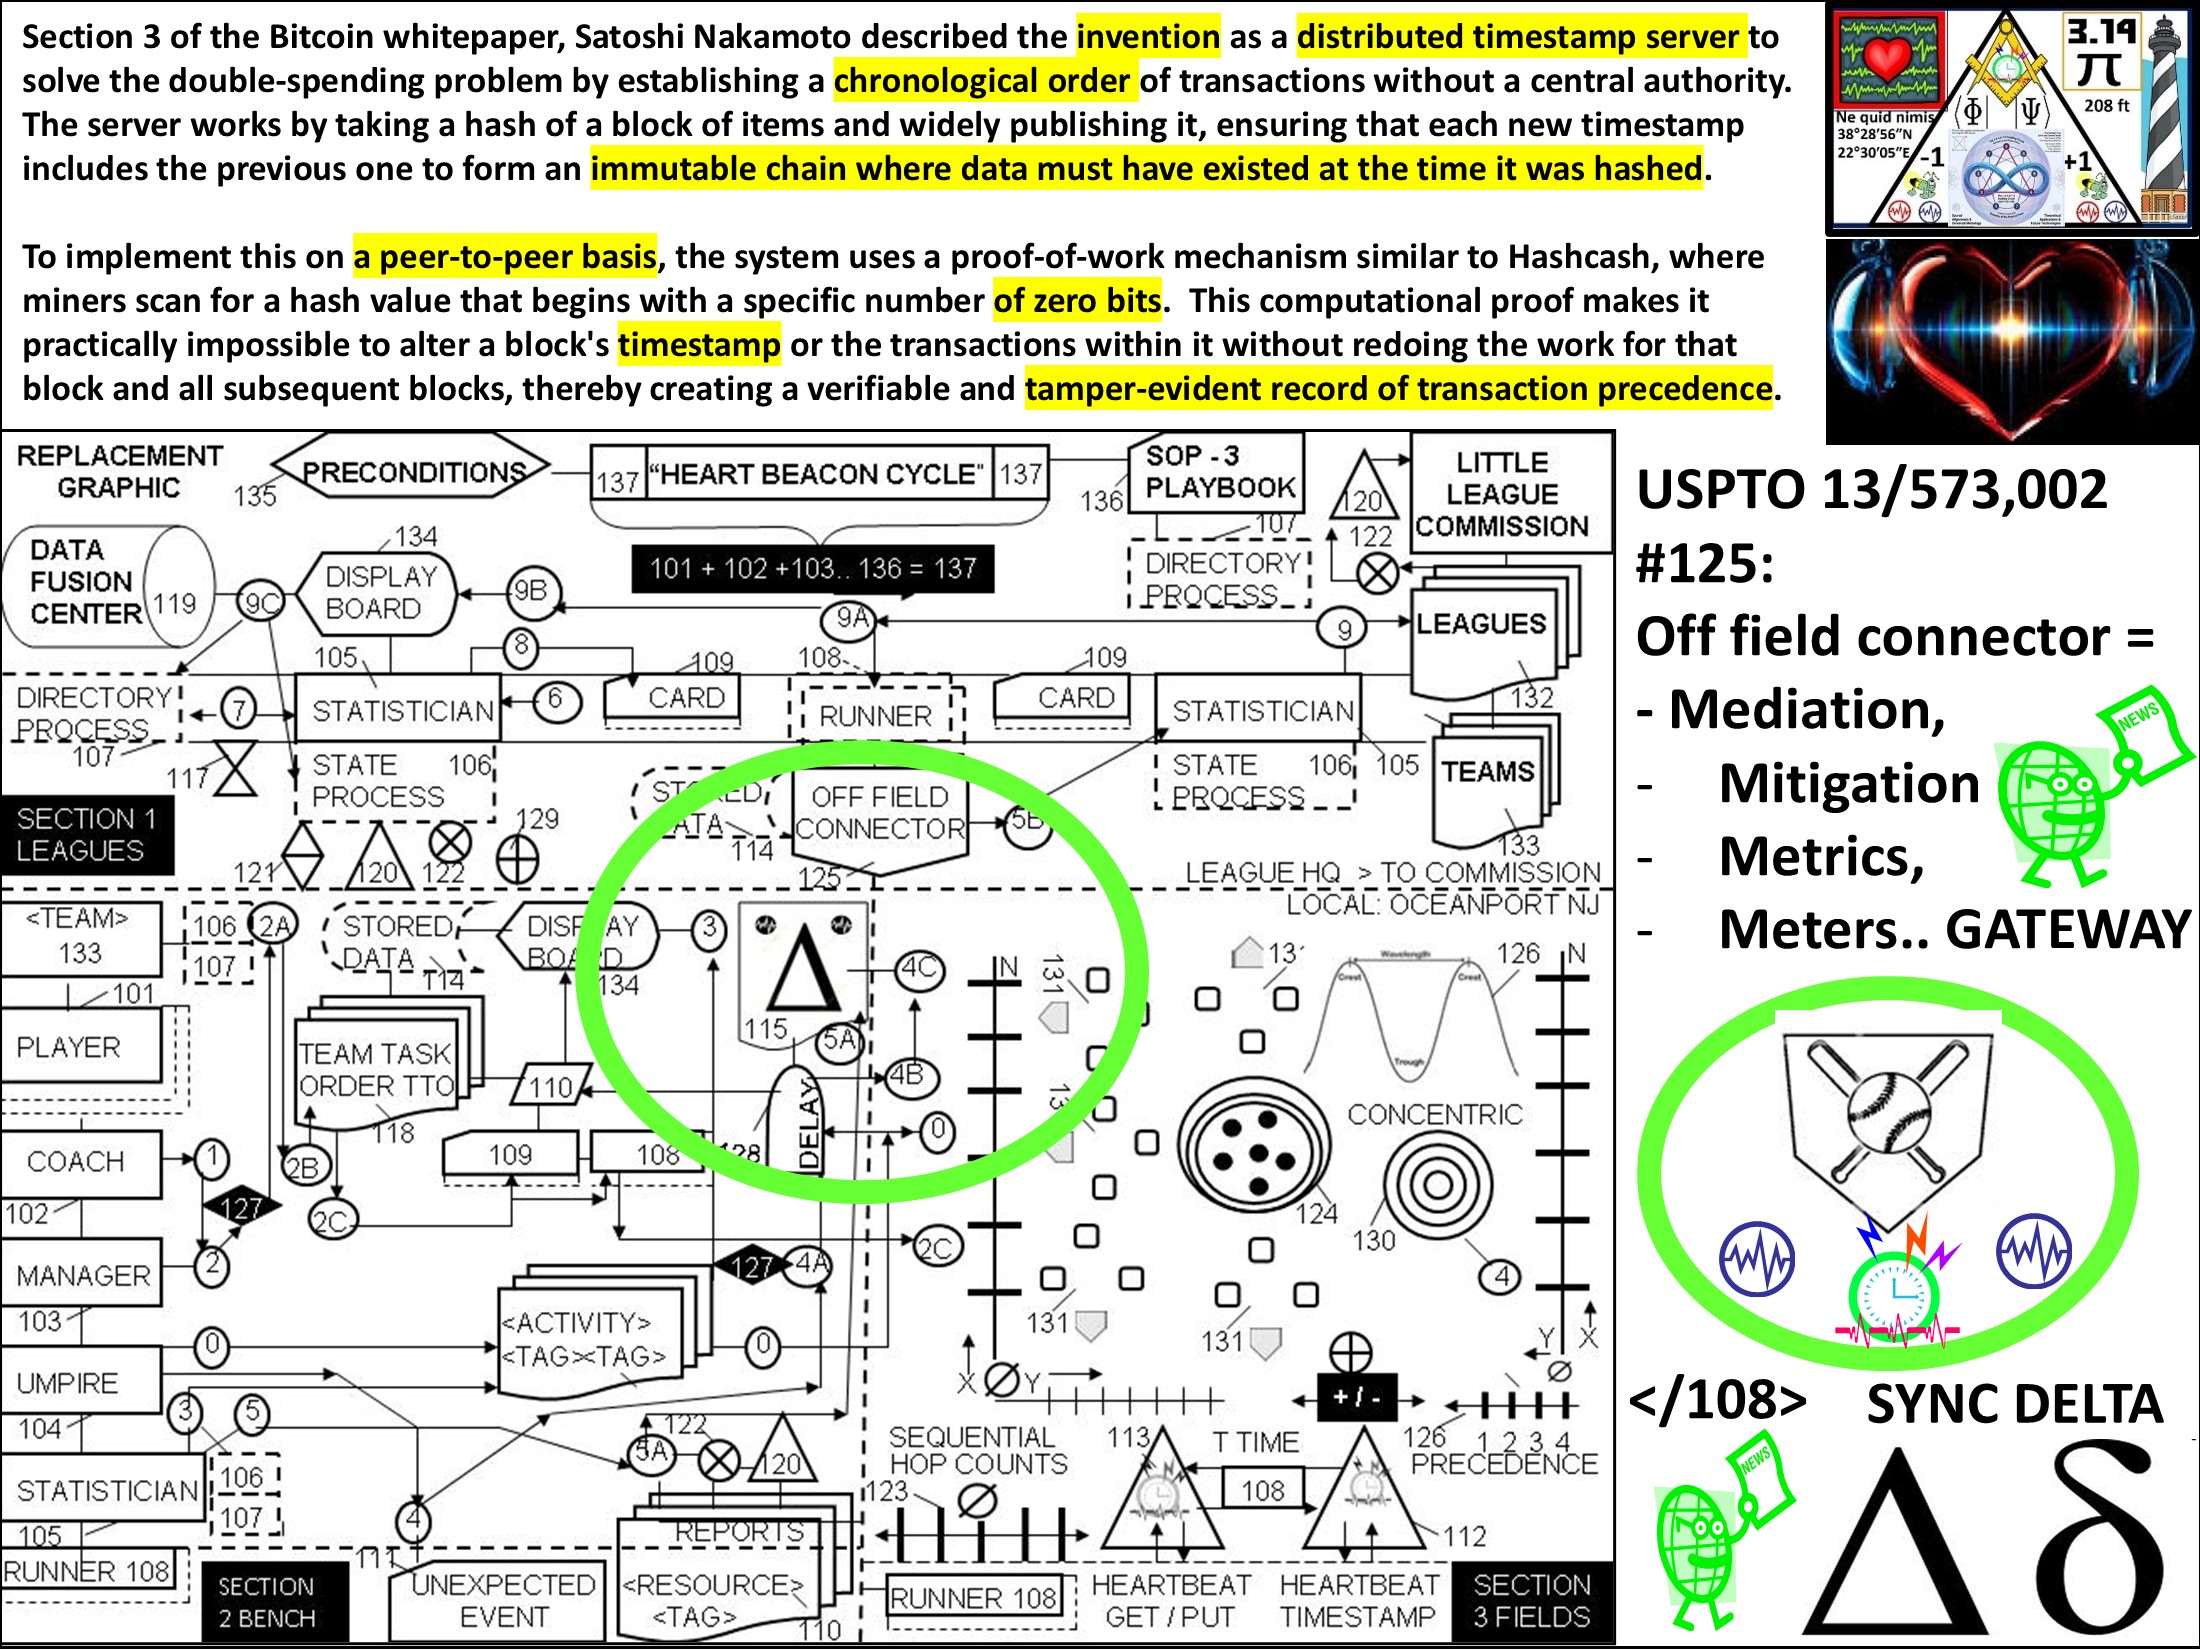 Section 3 of the Bitcoin whitepaper, Satoshi Nakamoto described the invention as a distributed timestamp server to
solve the double-spending problem by establishing a chronological order of transactions without a central authority.
The server works by taking a hash of a block of items and widely publishing it, ensuring that each new timestamp
includes the previous one to form an immutable chain where data must have existed at the time it was hashed.
To implement this on a peer-to-peer basis, the system uses a proof-of-work mechanism similar to Hashcash, where
miners scan for a hash value that begins with a specific number of zero bits. This computational proof makes it
practically impossible to alter a block's timestamp or the transactions within it without redoing the work for that
block and all subsequent blocks, thereby creating a verifiable and tamper-evident record of transaction precedence.
3.14
π
208 ft
|Φ Ψ|
Ne quid nimis
38°28'56"N
22°30'05"E
-1
+1
REPLACEMENT
GRAPHIC
135
PRECONDITIONS
137 "HEART BEACON CYCLE" 137
101 + 102 +103.. 136 = 137
136
SOP - 3
PLAYBOOK
107
DIRECTORY
PROCESS
120
122
LITTLE
LEAGUE
COMMISSION
DATA
FUSION
CENTER
119
9C
134
DISPLAY
BOARD
9B
9A
9
LEAGUES
132
105
8
109
CARD
108
RUNNER
109
CARD
DIRECTORY
PROCESS
107
7
STATISTICIAN
6
STATISTICIAN
105
117
STATE
PROCESS
106
STORED
DATA
114
OFF FIELD
CONNECTOR
125
5B
STATE
PROCESS
106
TEAMS
133
SECTION 1
LEAGUES
121
120
122
129
LEAGUE HQ > TO COMMISSION
LOCAL: OCEANPORT NJ
<TEAM>
133
106
107
2A
STORED
DATA
114
DISPLAY
BOARD
134
3
115
5A
4C
4B
0
N
131
131
13
126
N
Wavelength
Crest
Crest
Trough
101
PLAYER
TEAM TASK
ORDER TTO
118
110
128
DELAY
COACH
102
1
127
2B
2C
109
108
2C
124
CONCENTRIC
130
4
MANAGER
103
2
127
4A
<ACTIVITY>
<TAG><TAG>
0
0
131
131
X
Ø
Y
Y
X
Ø
UMPIRE
104
3
5
+ / -
126
1 2 3 4
PRECEDENCE
STATISTICIAN
105
106
107
4
5A
122
120
SEQUENTIAL
HOP COUNTS
123
Ø
113
T TIME
108
112
RUNNER 108
SECTION
2 BENCH
111
UNEXPECTED
EVENT
REPORTS
<RESOURCE>
<TAG>
110
RUNNER 108
HEARTBEAT
GET / PUT
HEARTBEAT
TIMESTAMP
SECTION
3 FIELDS
USPTO 13/573,002
#125:
Off field connector =
- Mediation,
- Mitigation
- Metrics,
- Meters.. GATEWAY
NEWS
</108>
SYNC DELTA
NEWS
Δ δ